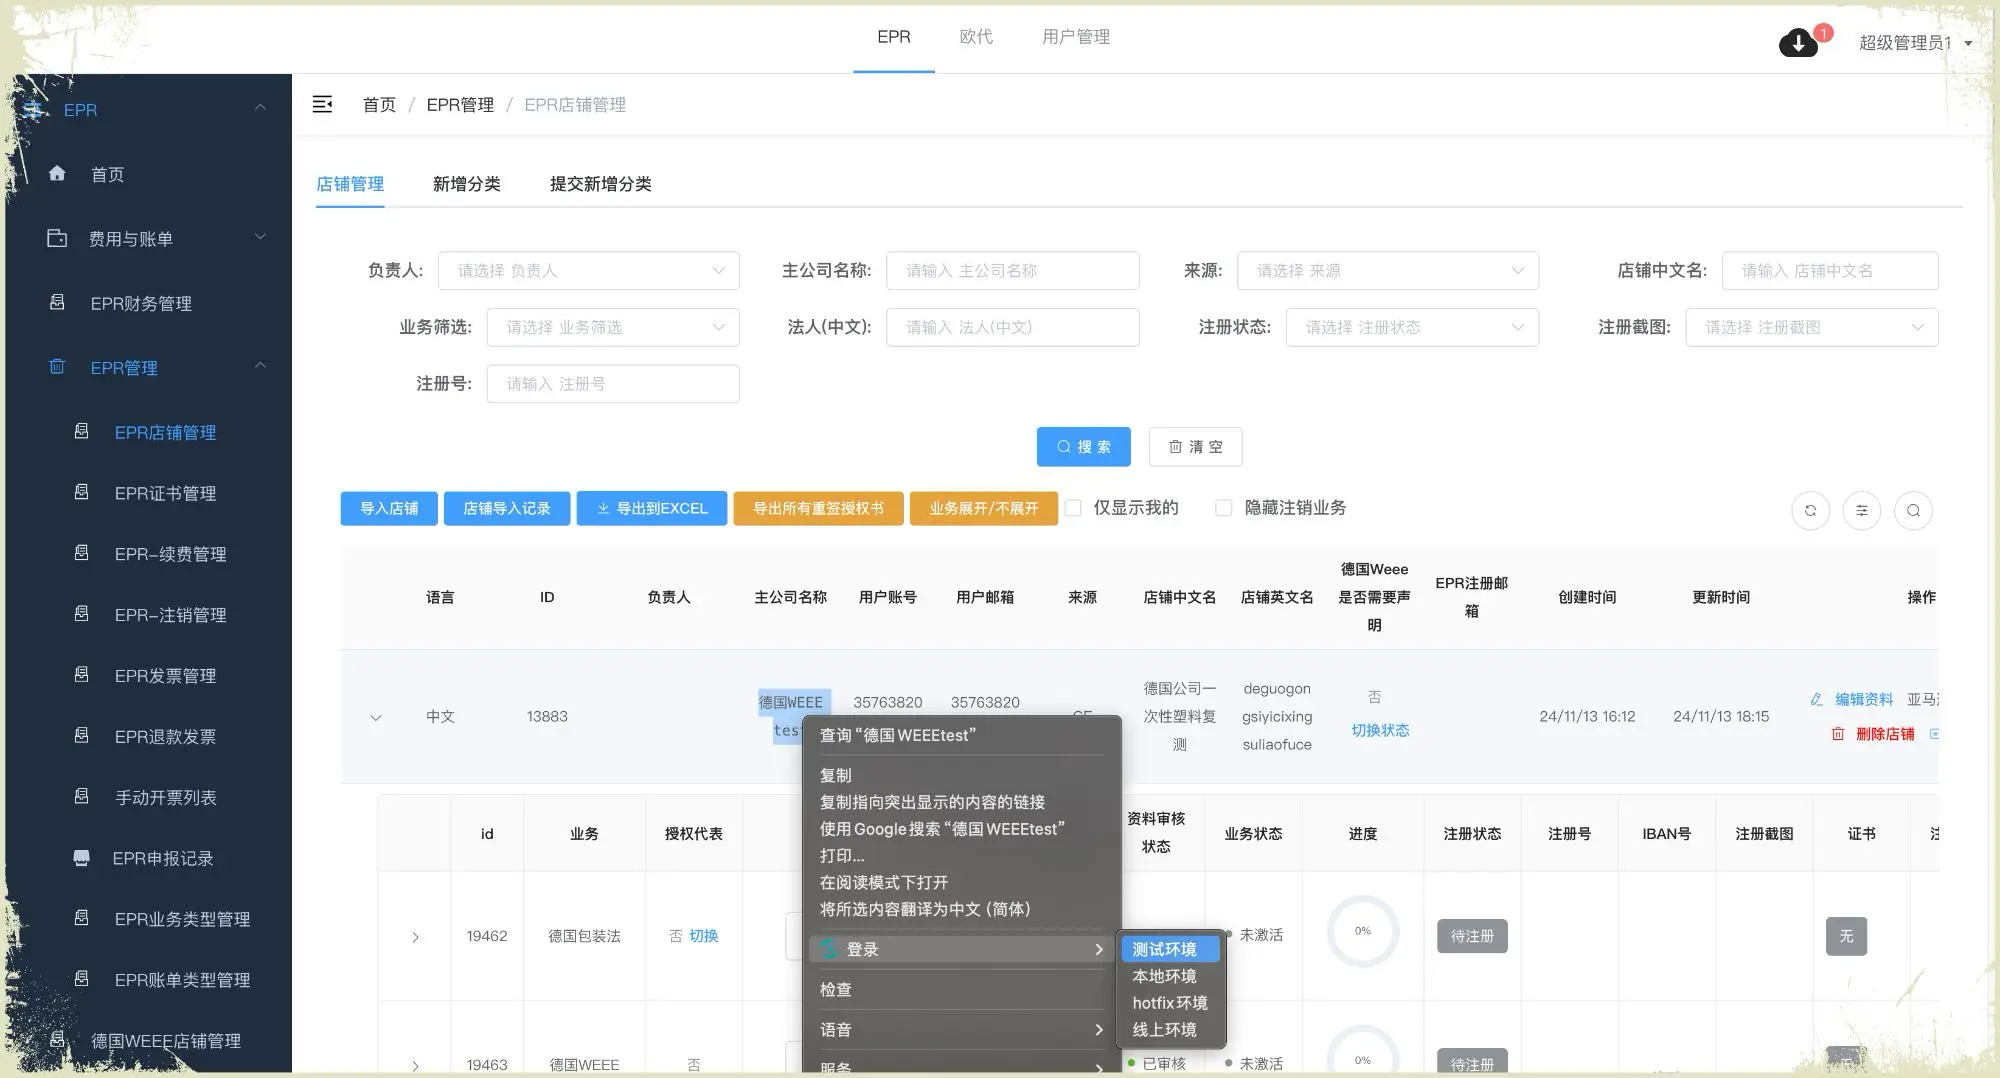 EPR
欧代
用户管理
1
超级管理员1
EPR
首页
费用与账单
EPR财务管理
EPR管理
EPR店铺管理
EPR证书管理
EPR-续费管理
EPR-注销管理
EPR发票管理
EPR退款发票
手动开票列表
EPR申报记录
EPR业务类型管理
EPR账单类型管理
德国WEEE店铺管理
首页 / EPR管理 / EPR店铺管理
店铺管理
新增分类
提交新增分类
负责人: 请选择 负责人
主公司名称: 请输入 主公司名称
来源: 请选择 来源
店铺中文名: 请输入 店铺中文名
业务筛选: 请选择 业务筛选
法人(中文): 请输入 法人(中文)
注册状态: 请选择 注册状态
注册截图: 请选择 注册截图
注册号: 请输入 注册号
搜 索
清 空
导入店铺
店铺导入记录
导出到EXCEL
导出所有重签授权书
业务展开/不展开
仅显示我的
隐藏注销业务
语言
ID
负责人
主公司名称
用户账号
用户邮箱
来源
店铺中文名
店铺英文名
德国Weee
是否需要声
明
EPR注册邮
箱
创建时间
更新时间
操作
中文
13883
德国WEEE
test
35763820
35763820
德国公司一
次性塑料复
测
deguogon
gsiyicixing
suliaofuce
否
切换状态
24/11/13 16:12
24/11/13 18:15
编辑资料
亚马
删除店铺
查询“德国WEEEtest”
复制
复制指向突出显示的内容的链接
使用Google搜索“德国WEEEtest”
打印...
在阅读模式下打开
将所选内容翻译为中文(简体)
登录
检查
语音
服务
测试环境
本地环境
hotfix环境
线上环境
id
业务
授权代表
资料审核
状态
业务状态
进度
注册状态
注册号
IBAN号
注册截图
证书
19462
德国包装法
否 切换
未激活
0%
待注册
无
19463
德国WEEE
否
已审核
未激活
0%
待注册